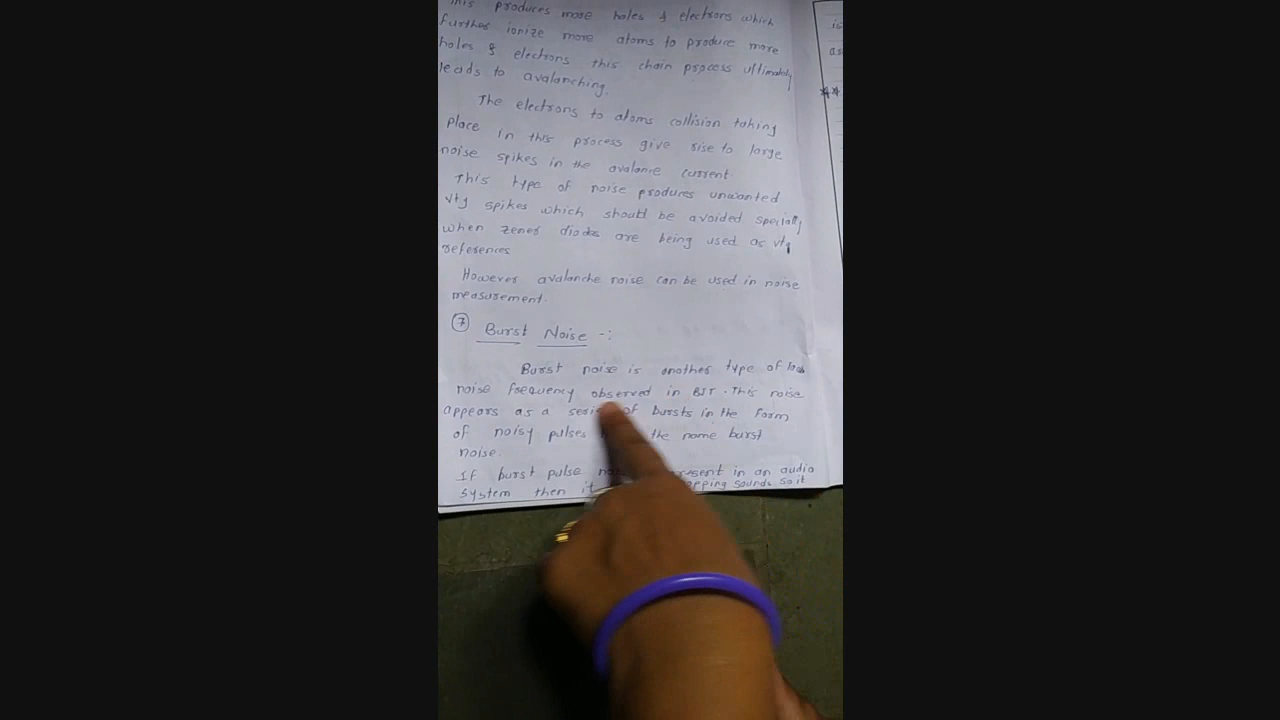 This produces more holes & electrons which
further ionize more atoms to produce more
holes & electrons this chain process ultimately
leads to avalanching.
The electrons to atoms collision taking
place in this process give rise to large
noise spikes in the avalanie current.
This type of noise produces unwanted
vtg spikes which should be avoided specially
when zener diodes are being used as vtg
references
However avalanche noise can be used in noise
measurement.
7 Burst Noise -:
Burst noise is another type of low
noise frequency observed in BJT. This noise
appears as a series of bursts in the form
of noisy pulses the name burst
noise.
If burst pulse present in an audio
system then it popping sounds so it
is
as
**